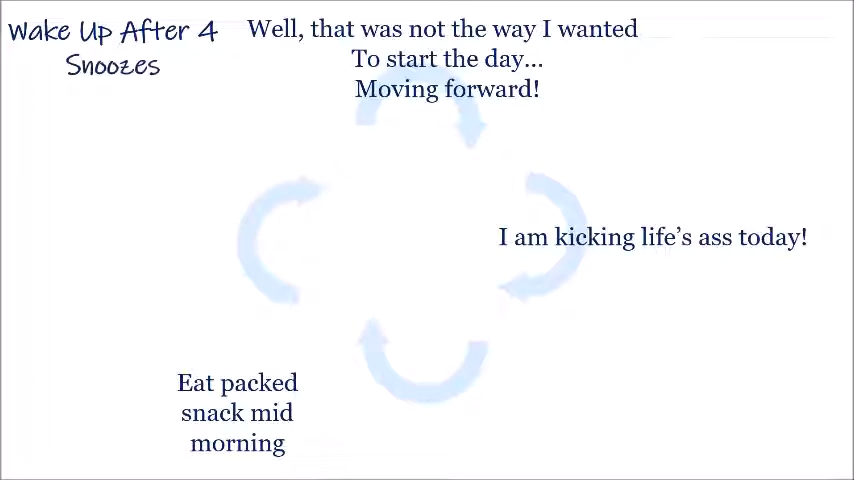 Wake Up After 4
Snoozes
Well, that was not the way I wanted
To start the day...
Moving forward!
I am kicking life’s ass today!
Eat packed
snack mid
morning